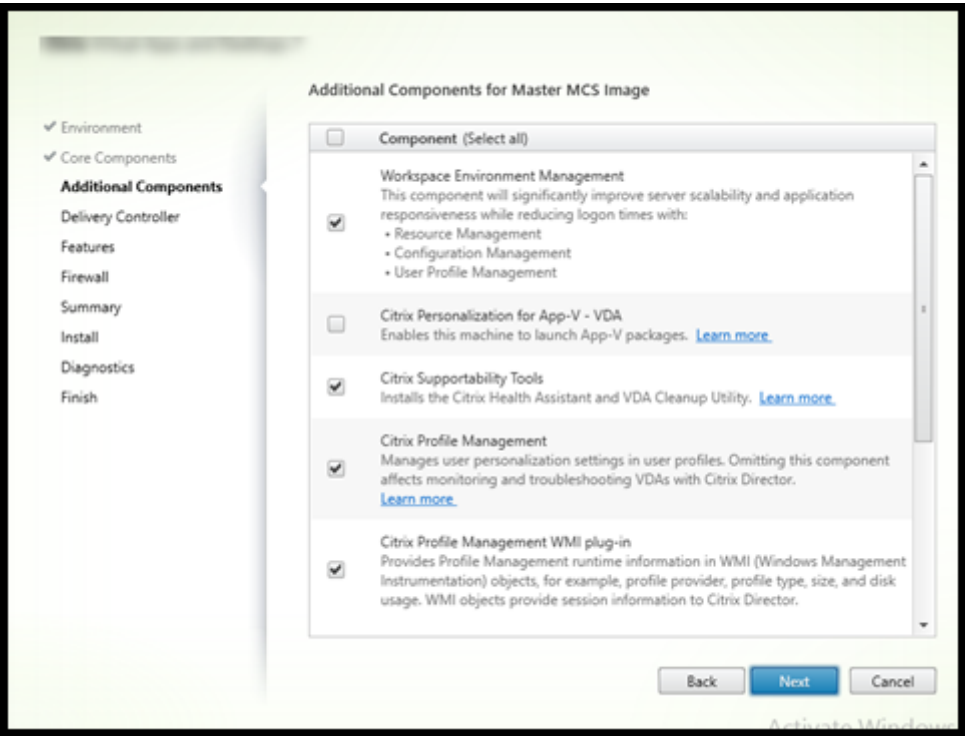 Additional Components for Master MCS Image
Environment
Core Components
Additional Components
Delivery Controller
Features
Firewall
Summary
Install
Diagnostics
Finish
Component (Select all)
Workspace Environment Management
This component will significantly improve server scalability and application
responsiveness while reducing logon times with:
• Resource Management
• Configuration Management
• User Profile Management
Citrix Personalization for App-V - VDA
Enables this machine to launch App-V packages. Learn more
Citrix Supportability Tools
Installs the Citrix Health Assistant and VDA Cleanup Utility. Learn more
Citrix Profile Management
Manages user personalization settings in user profiles. Omitting this component
affects monitoring and troubleshooting VDAs with Citrix Director.
Learn more
Citrix Profile Management WMI plug-in
Provides Profile Management runtime information in WMI (Windows Management
Instrumentation) objects, for example, profile provider, profile type, size, and disk
usage. WMI objects provide session information to Citrix Director.
Back Next Cancel
Activate Windows